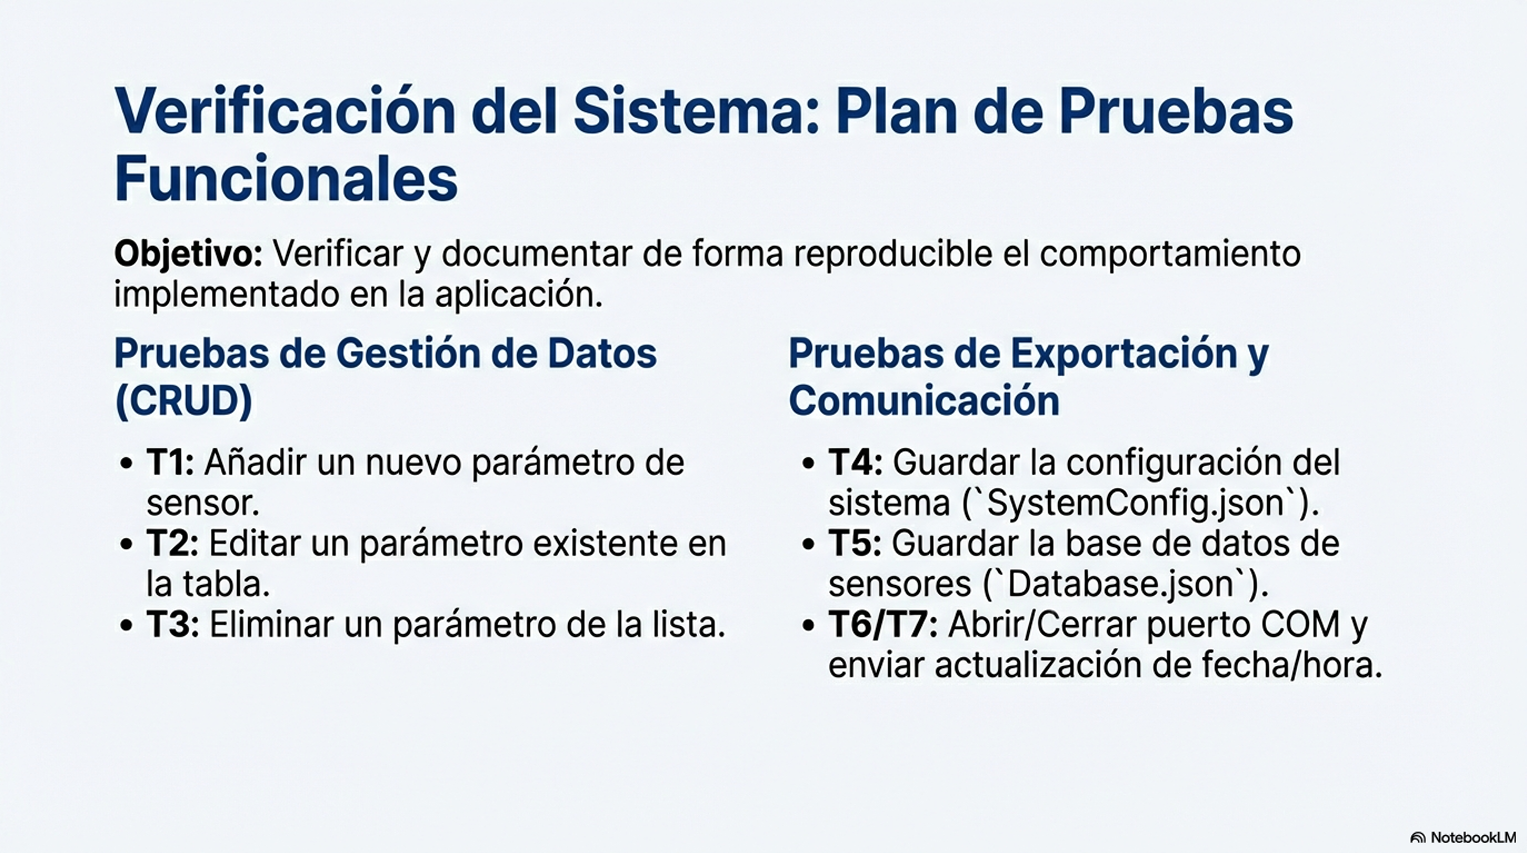 Verificación del Sistema: Plan de Pruebas
Funcionales
Objetivo: Verificar y documentar de forma reproducible el comportamiento
implementado en la aplicación.
Pruebas de Gestión de Datos
(CRUD)
• T1: Añadir un nuevo parámetro de
sensor.
• T2: Editar un parámetro existente en
la tabla.
• T3: Eliminar un parámetro de la lista.
Pruebas de Exportación y
Comunicación
• T4: Guardar la configuración del
sistema (`SystemConfig.json`).
• T5: Guardar la base de datos de
sensores (`Database.json`).
• T6/T7: Abrir/Cerrar puerto COM y
enviar actualización de fecha/hora.
NotebookLM